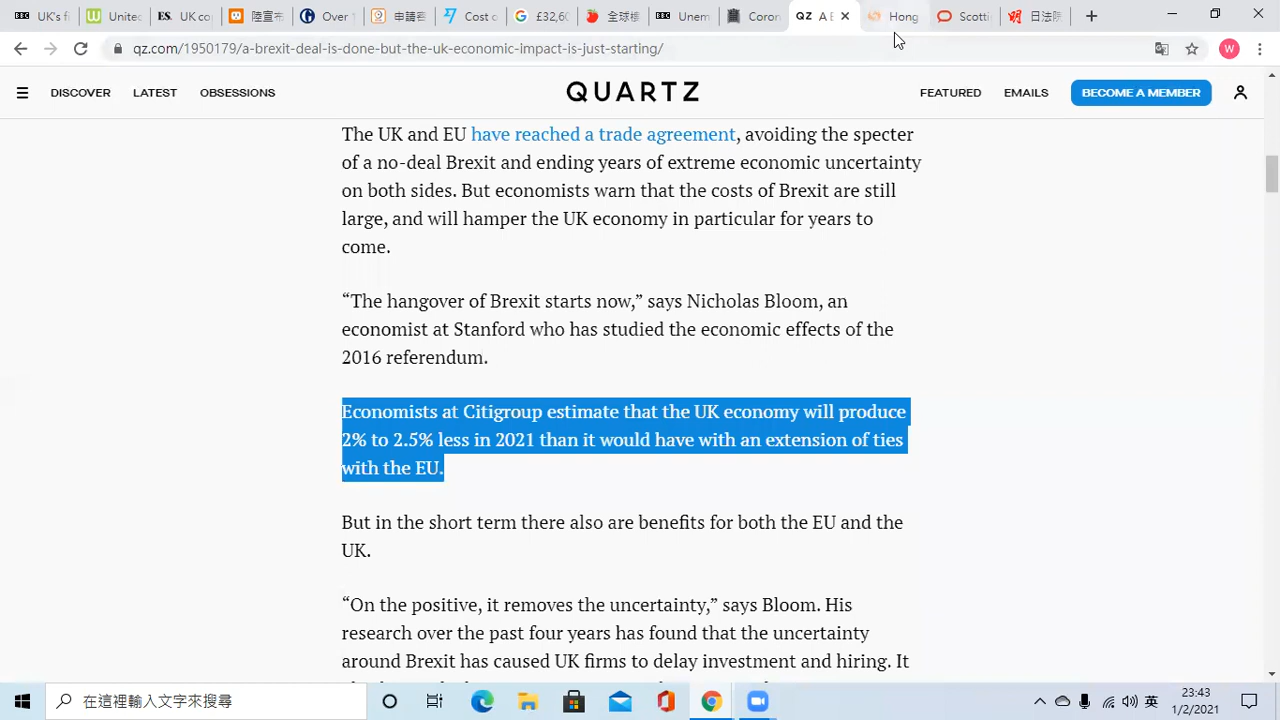 UK's
United
UK cop
陸宣布
Over 1
申請程
Cost o
£32,60
全球檢
Unem
Coron
A B
Hong
Scotti
日法院
qz.com/1950179/a-brexit-deal-is-done-but-the-uk-economic-impact-is-just-starting/
W
DISCOVER LATEST OBSESSIONS QUARTZ FEATURED EMAILS BECOME A MEMBER
The UK and EU have reached a trade agreement, avoiding the specter
of a no-deal Brexit and ending years of extreme economic uncertainty
on both sides. But economists warn that the costs of Brexit are still
large, and will hamper the UK economy in particular for years to
come.
“The hangover of Brexit starts now,” says Nicholas Bloom, an
economist at Stanford who has studied the economic effects of the
2016 referendum.
Economists at Citigroup estimate that the UK economy will produce
2% to 2.5% less in 2021 than it would have with an extension of ties
with the EU.
But in the short term there also are benefits for both the EU and the
UK.
“On the positive, it removes the uncertainty,” says Bloom. His
research over the past four years has found that the uncertainty
around Brexit has caused UK firms to delay investment and hiring. It
在這裡輸入文字來搜尋
英
23:43
1/2/2021